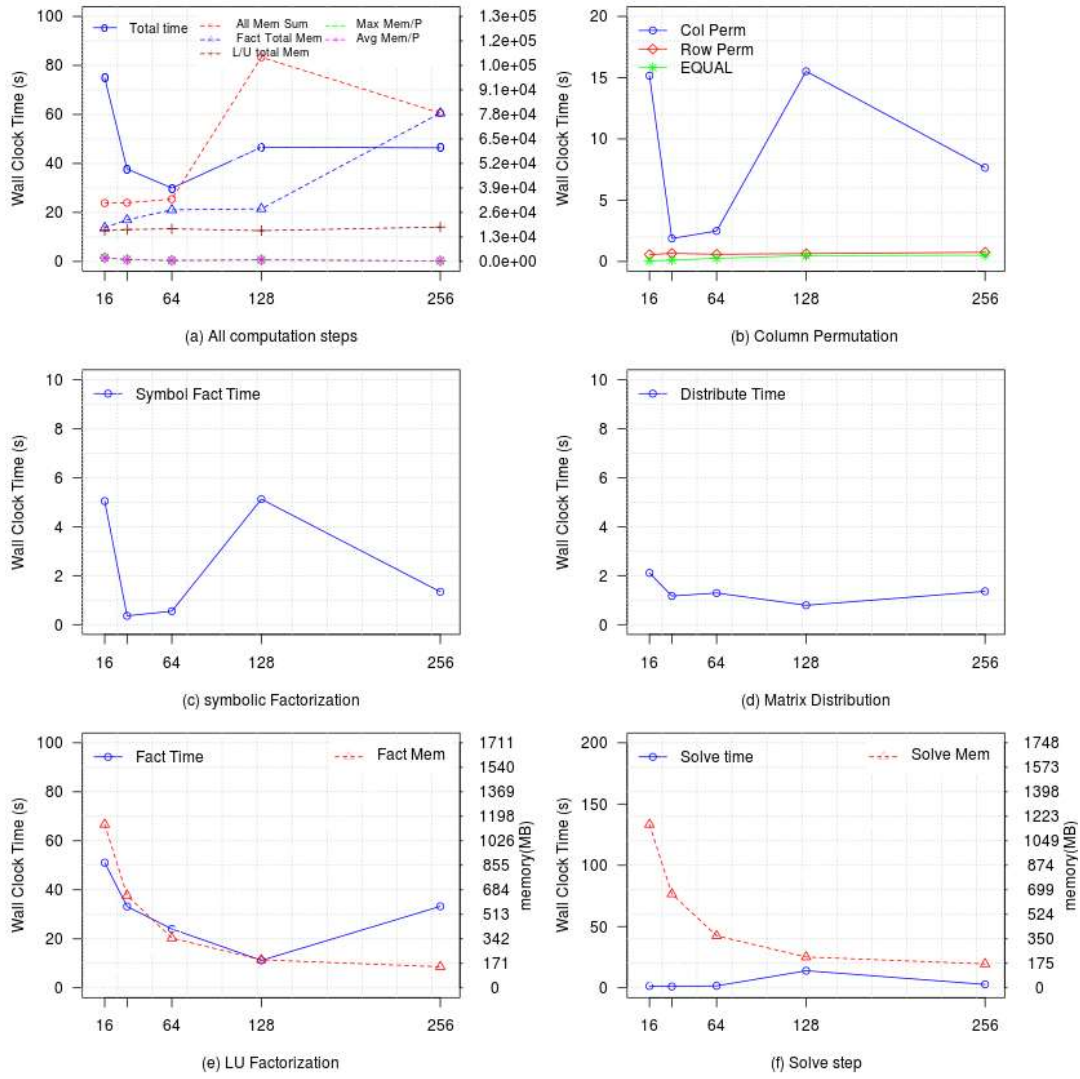 Total time
All Mem Sum
Fact Total Mem
L/U total Mem
Max Mem/P
Avg Mem/P
Wall Clock Time (s)
100
80
60
40
20
0
1.3e+05
1.2e+05
1.0e+05
9.1e+04
7.8e+04
6.5e+04
5.2e+04
3.9e+04
2.6e+04
1.3e+04
0.0e+00
16 64 128 256
(a) All computation steps
Col Perm
Row Perm
EQUAL
Wall Clock Time (s)
20
15
10
5
0
16 64 128 256
(b) Column Permutation
Symbol Fact Time
Wall Clock Time (s)
10
8
6
4
2
0
16 64 128 256
(c) symbolic Factorization
Distribute Time
Wall Clock Time (s)
10
8
6
4
2
0
16 64 128 256
(d) Matrix Distribution
Fact Time
Fact Mem
Wall Clock Time (s)
100
80
60
40
20
0
1711
1540
1369
1198
1026
855
684
513
342
171
0
memory(MB)
16 64 128 256
(e) LU Factorization
Solve time
Solve Mem
Wall Clock Time (s)
200
150
100
50
0
1748
1573
1398
1223
1049
874
699
524
350
175
0
memory(MB)
16 64 128 256
(f) Solve step